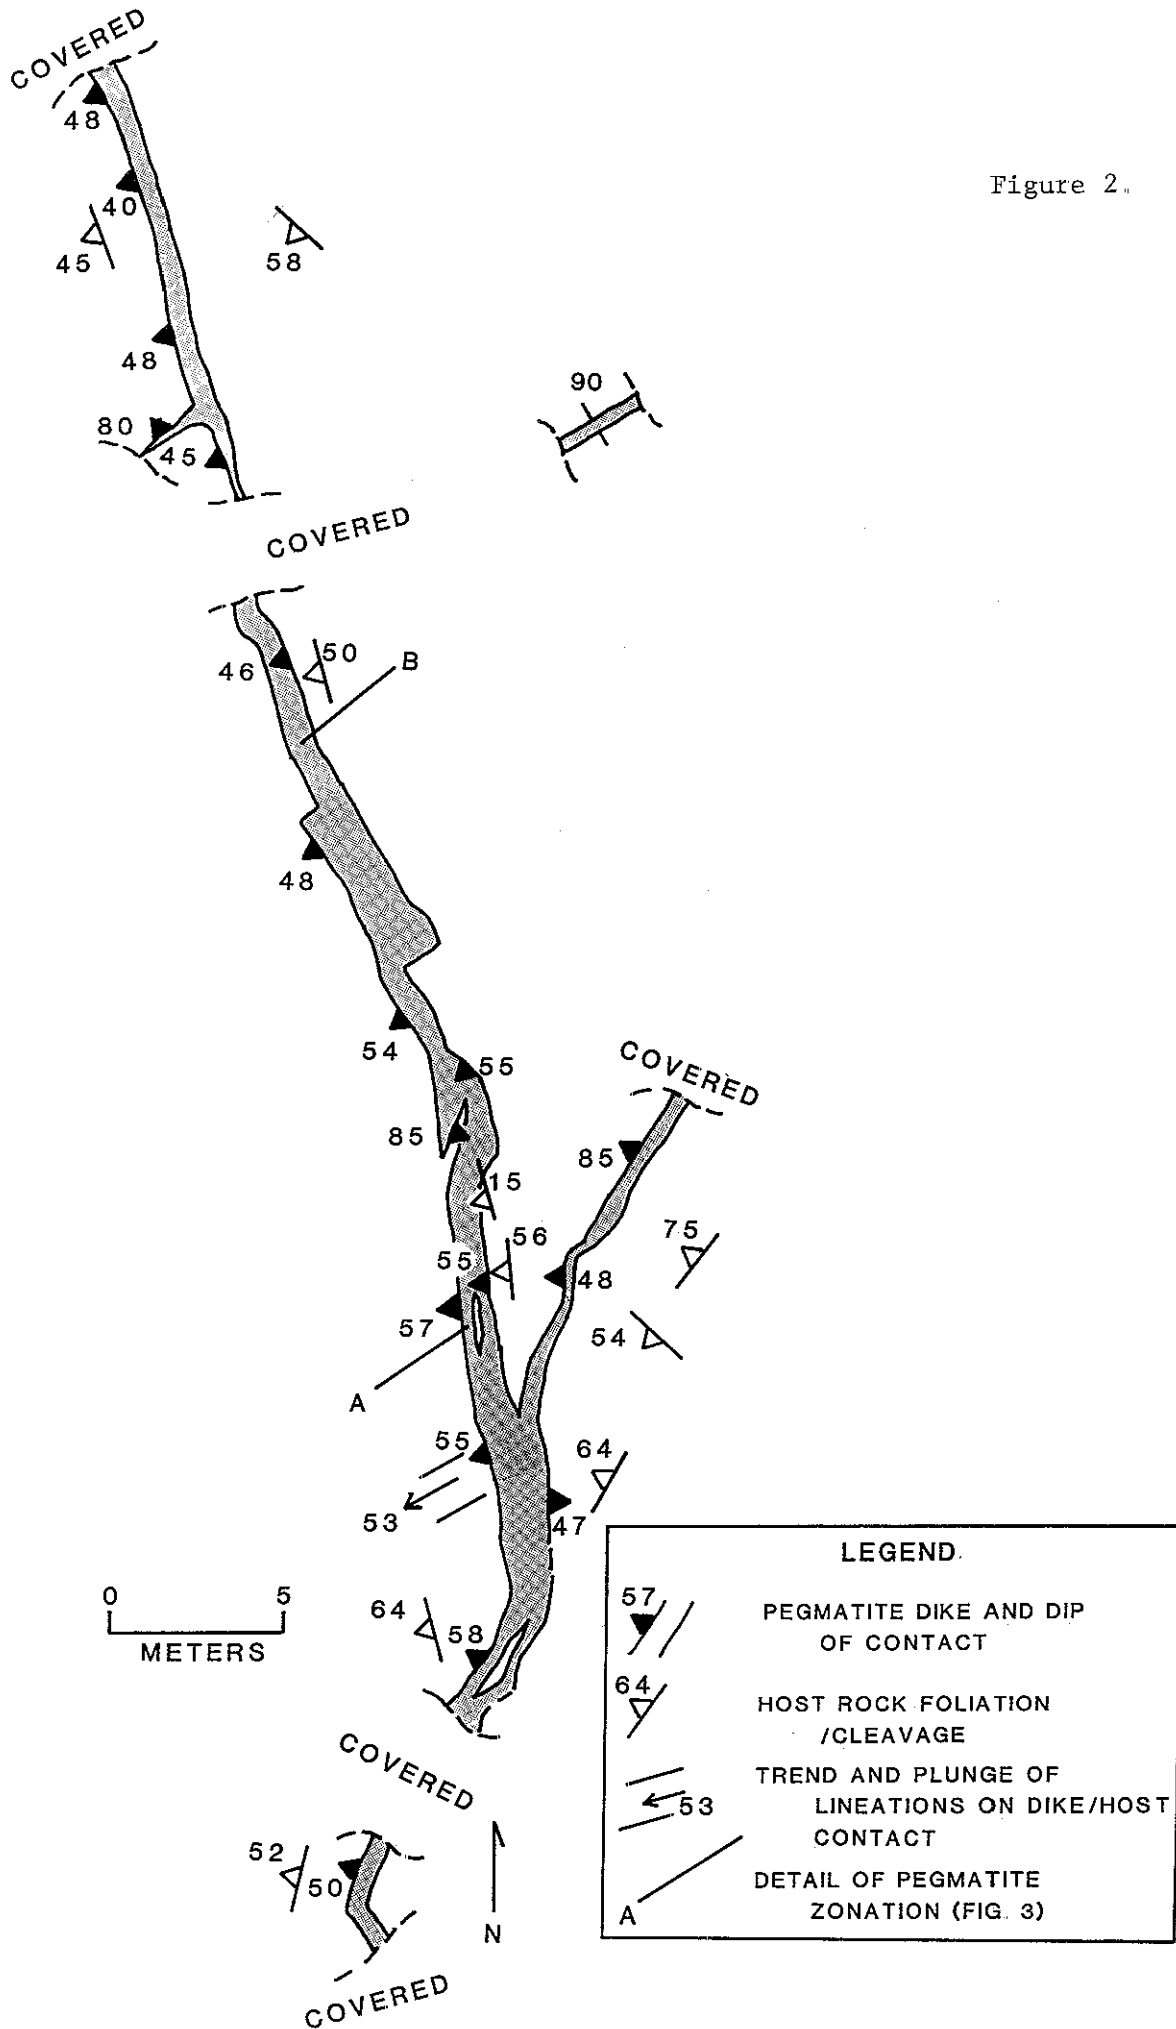 COVERED
48
Figure 2.
40
45
58
48
90
80
45
COVERED
50
46
B
48
54
55
COVERED
85
85
15
75
56
55
48
57
54
A
55
64
53
47
LEGEND.
57
PEGMATITE DIKE AND DIP
OF CONTACT
64
HOST ROCK FOLIATION
/CLEAVAGE
TREND AND PLUNGE OF
53
LINEATIONS ON DIKE/HOST
CONTACT
DETAIL OF PEGMATITE
A
ZONATION (FIG. 3)
0 5
METERS
64
58
COVERED
52
50
N
COVERED